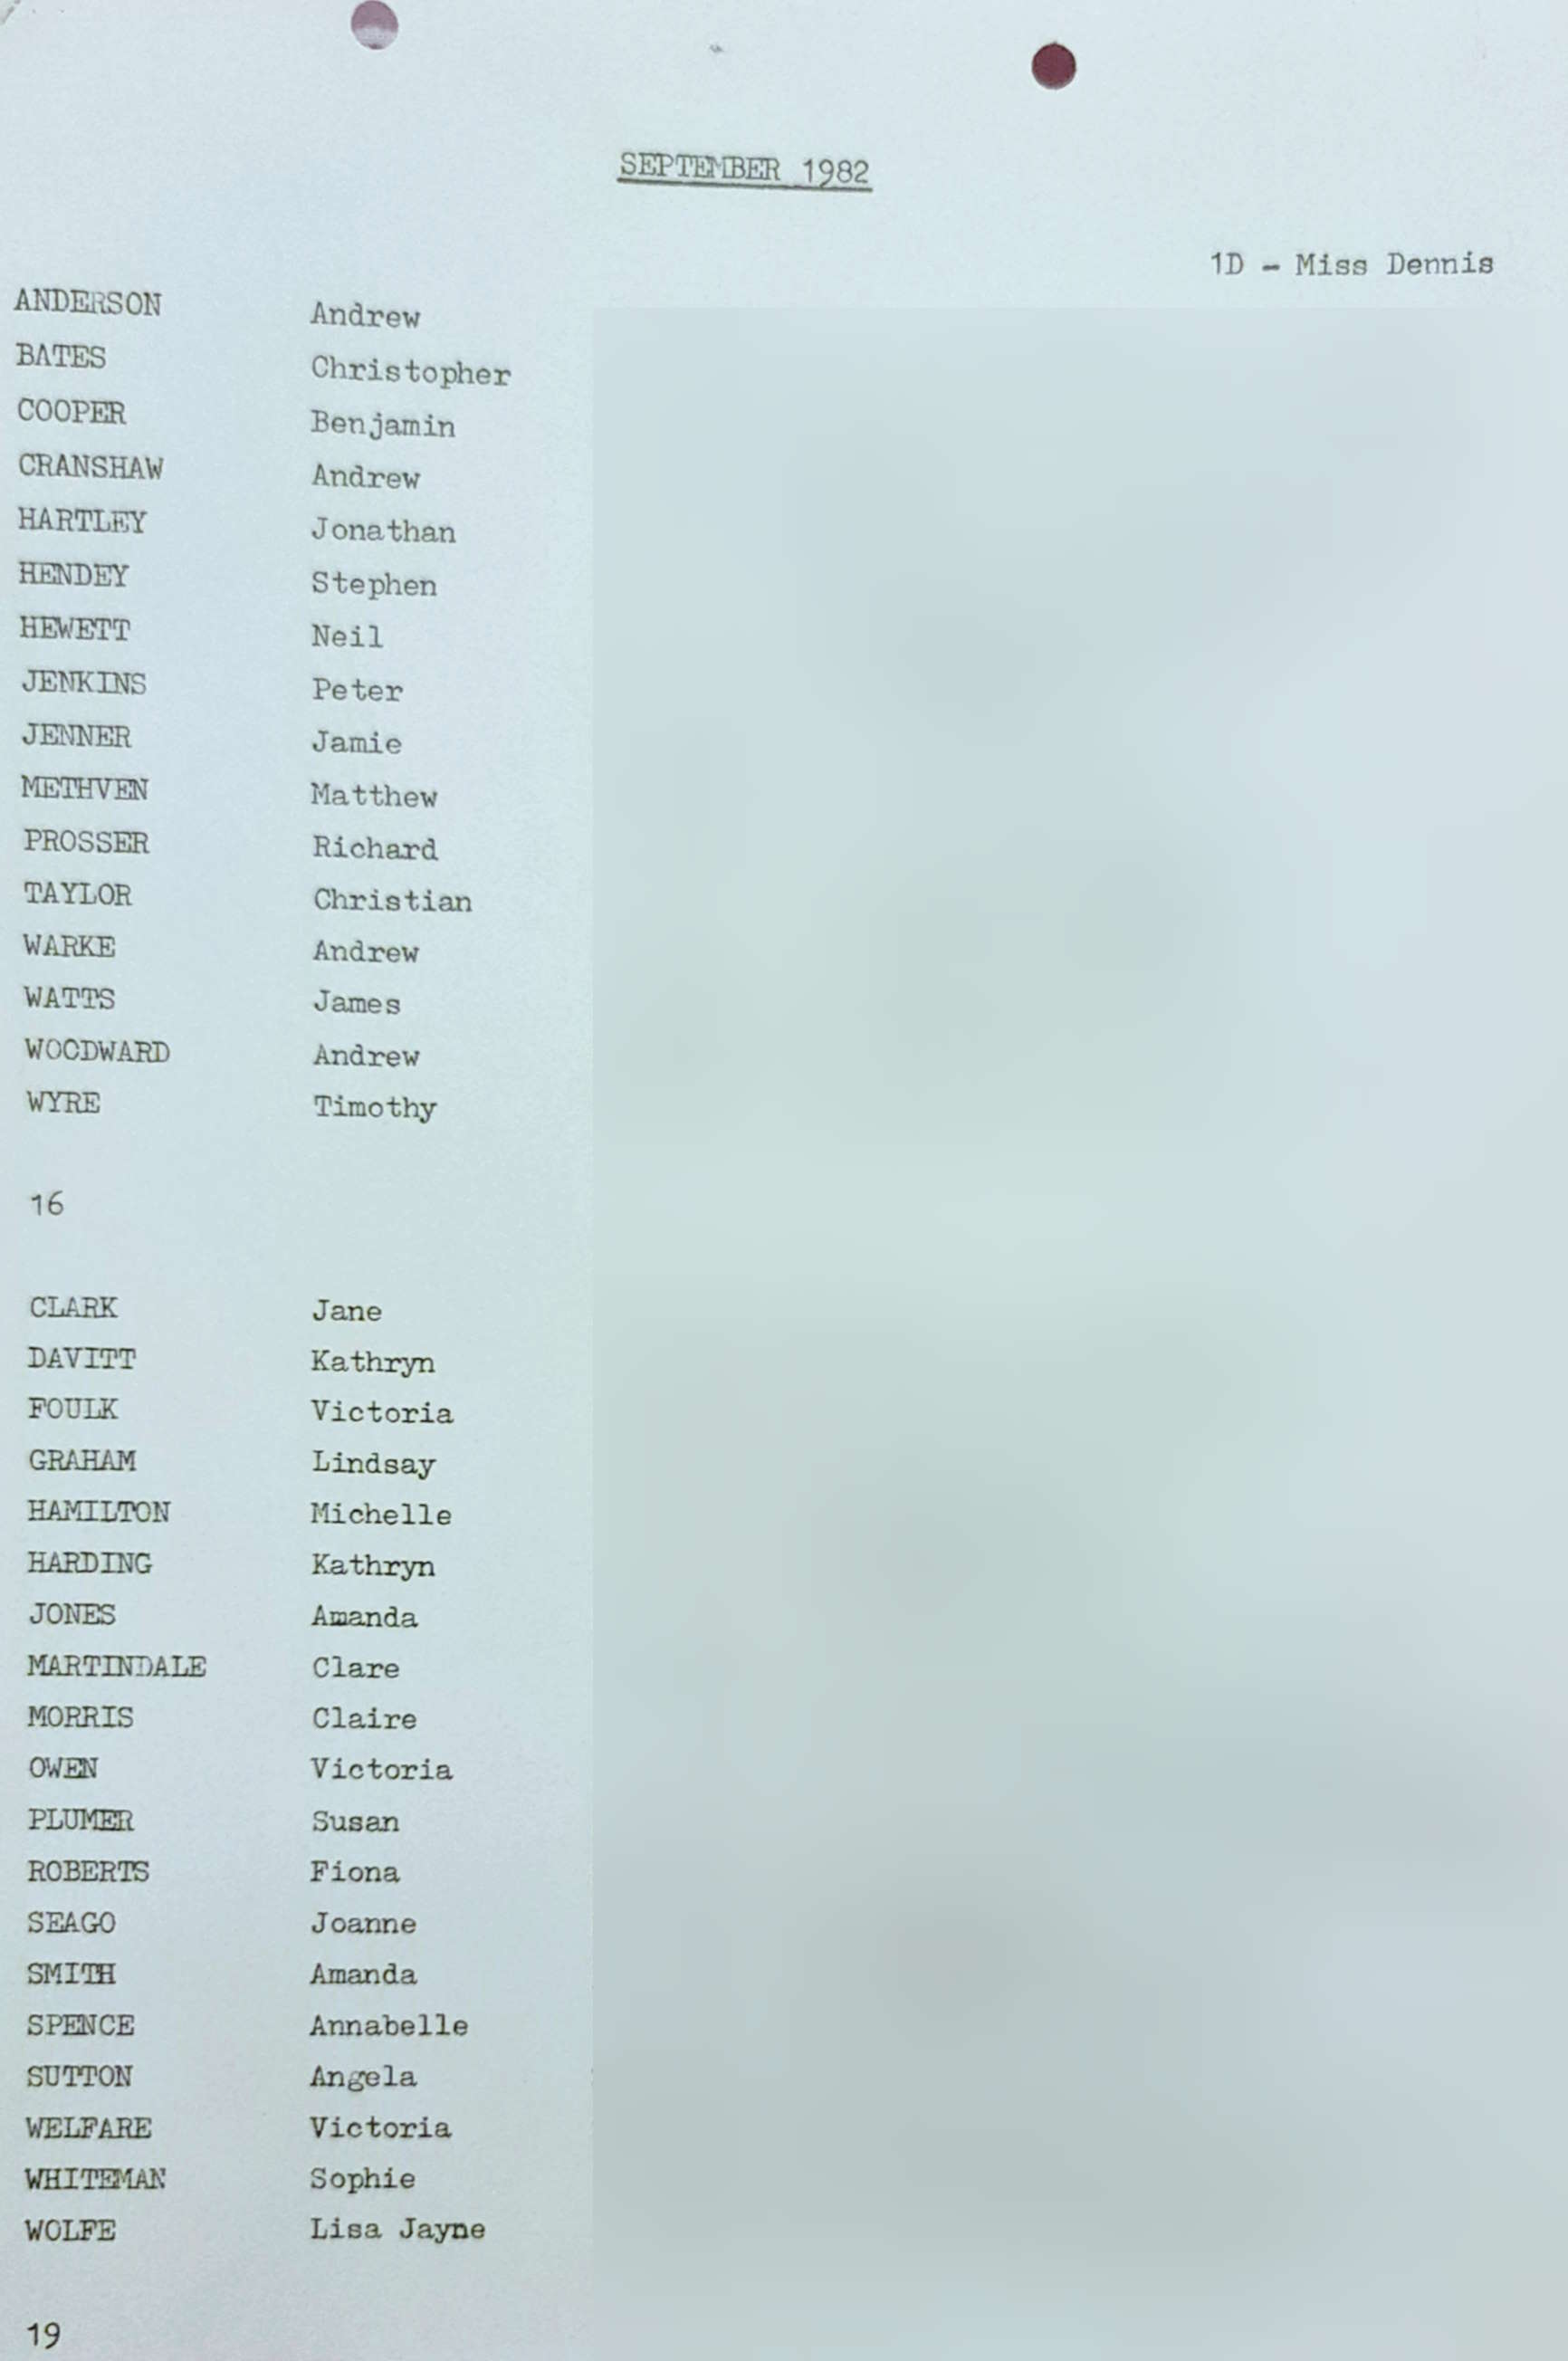 SEPTEMBER 1982
1D - Miss Dennis
ANDERSON Andrew
BATES Christopher
COOPER Benjamin
CRANSHAW Andrew
HARTLEY Jonathan
HENDEY Stephen
HEWETT Neil
JENKINS Peter
JENNER Jamie
METHVEN Matthew
PROSSER Richard
TAYLOR Christian
WARKE Andrew
WATTS James
WOODWARD Andrew
WYRE Timothy
16
CLARK Jane
DAVITT Kathryn
FOULK Victoria
GRAHAM Lindsay
HAMILTON Michelle
HARDING Kathryn
JONES Amanda
MARTINDALE Clare
MORRIS Claire
OWEN Victoria
PLUMER Susan
ROBERTS Fiona
SEAGO Joanne
SMITH Amanda
SPENCE Annabelle
SUTTON Angela
WELFARE Victoria
WHITEMAN Sophie
WOLFE Lisa Jayne
19